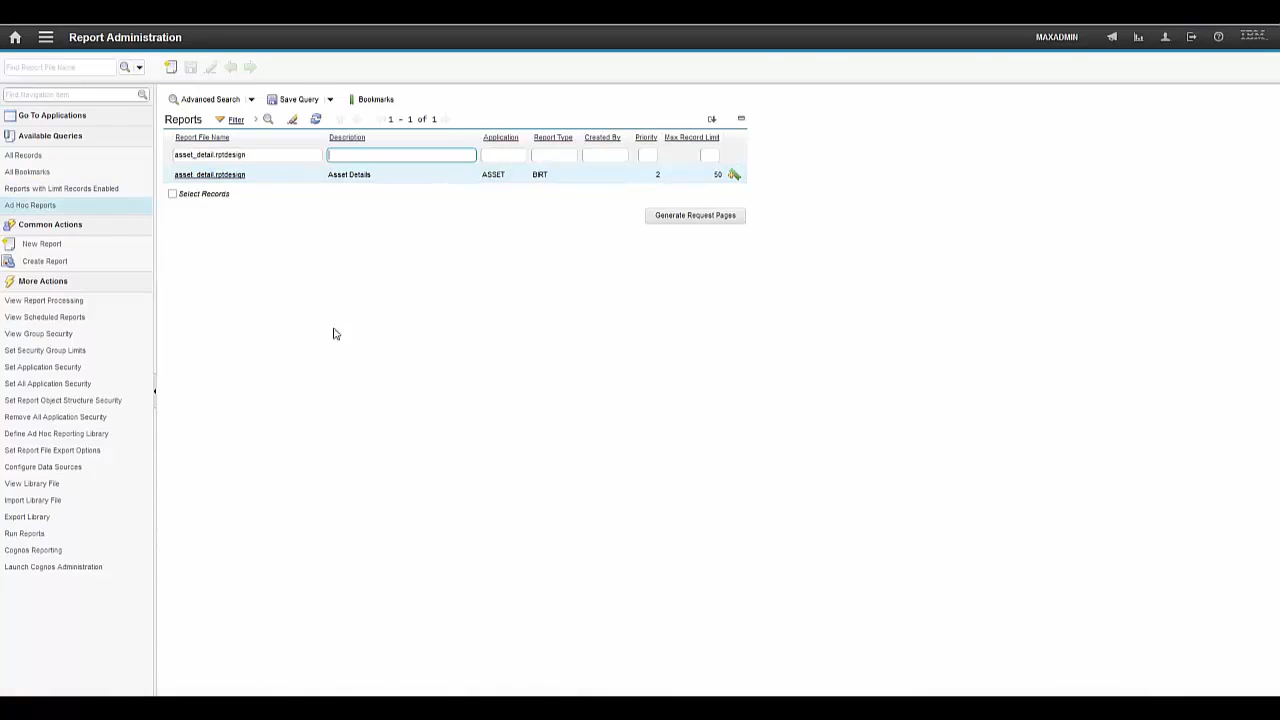 Report Administration
MAXADMIN
IBM
Find Report File Name
Find Navigation Item
Go To Applications
Available Queries
All Records
All Bookmarks
Reports with Limit Records Enabled
Ad Hoc Reports
Common Actions
New Report
Create Report
More Actions
View Report Processing
View Scheduled Reports
View Group Security
Set Security Group Limits
Set Application Security
Set All Application Security
Set Report Object Structure Security
Remove All Application Security
Define Ad Hoc Reporting Library
Set Report File Export Options
Configure Data Sources
View Library File
Import Library File
Export Library
Run Reports
Cognos Reporting
Launch Cognos Administration
Advanced Search Save Query Bookmarks
Reports Filter 1 - 1 of 1
Report File Name Description Application Report Type Created By Priority Max Record Limit
asset_detail.rptdesign
asset_detail.rptdesign Asset Details ASSET BIRT 2 50
Select Records
Generate Request Pages